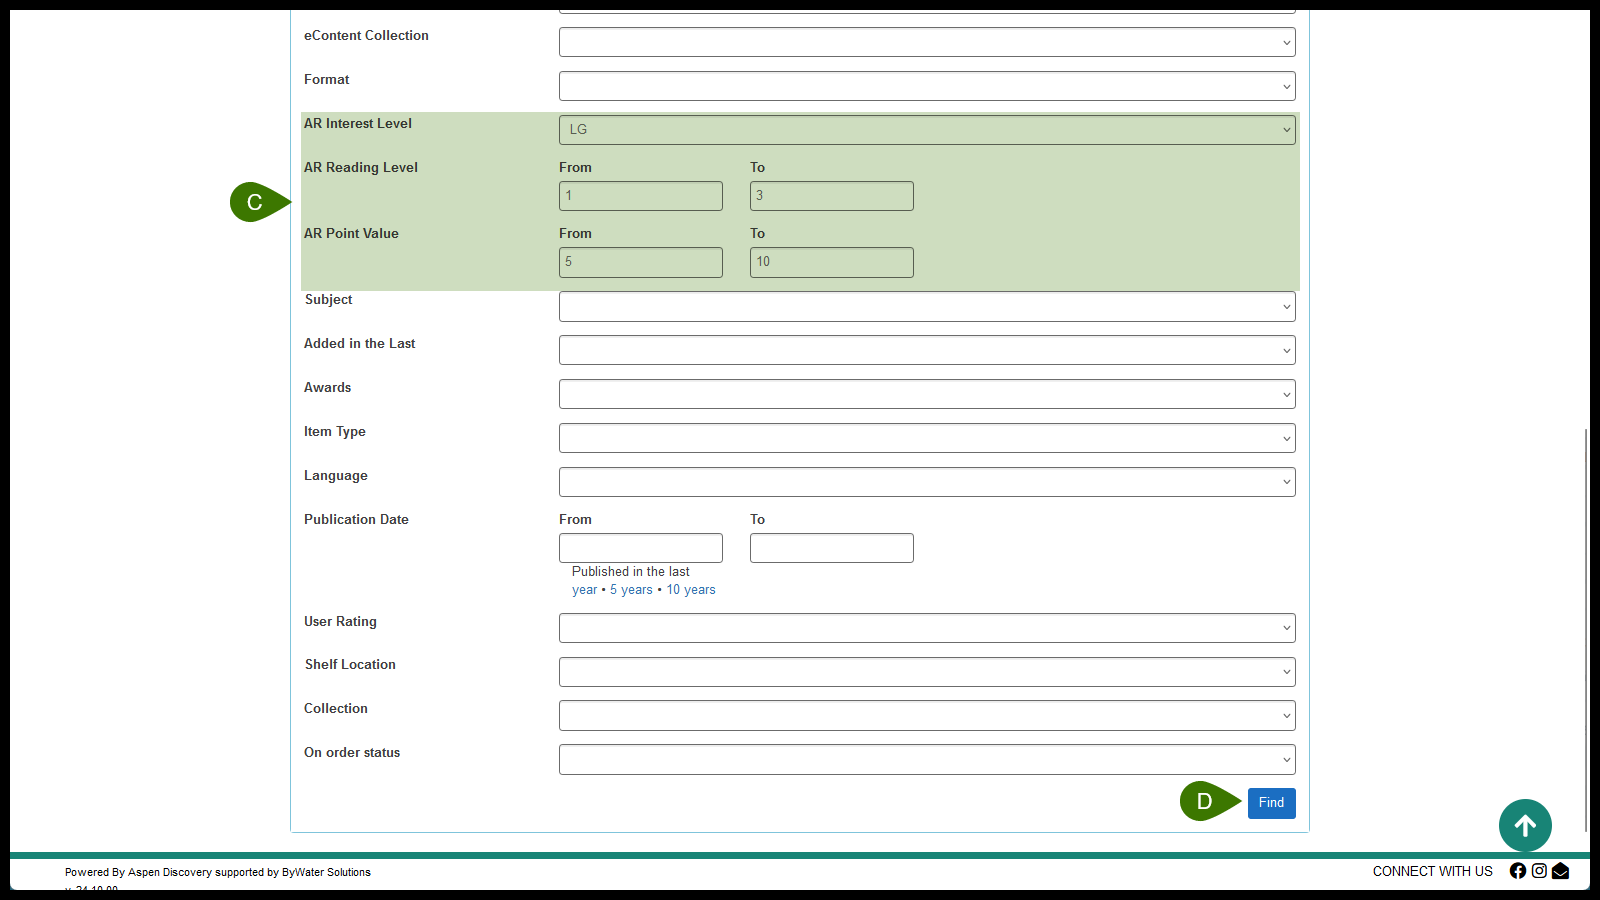 eContent Collection
Format
AR Interest Level LG
AR Reading Level From To
1 3
C
AR Point Value From To
5 10
Subject
Added in the Last
Awards
Item Type
Language
Publication Date From To
Published in the last
year • 5 years • 10 years
User Rating
Shelf Location
Collection
On order status
D Find
Powered By Aspen Discovery supported by ByWater Solutions
CONNECT WITH US
v. 24.10.00